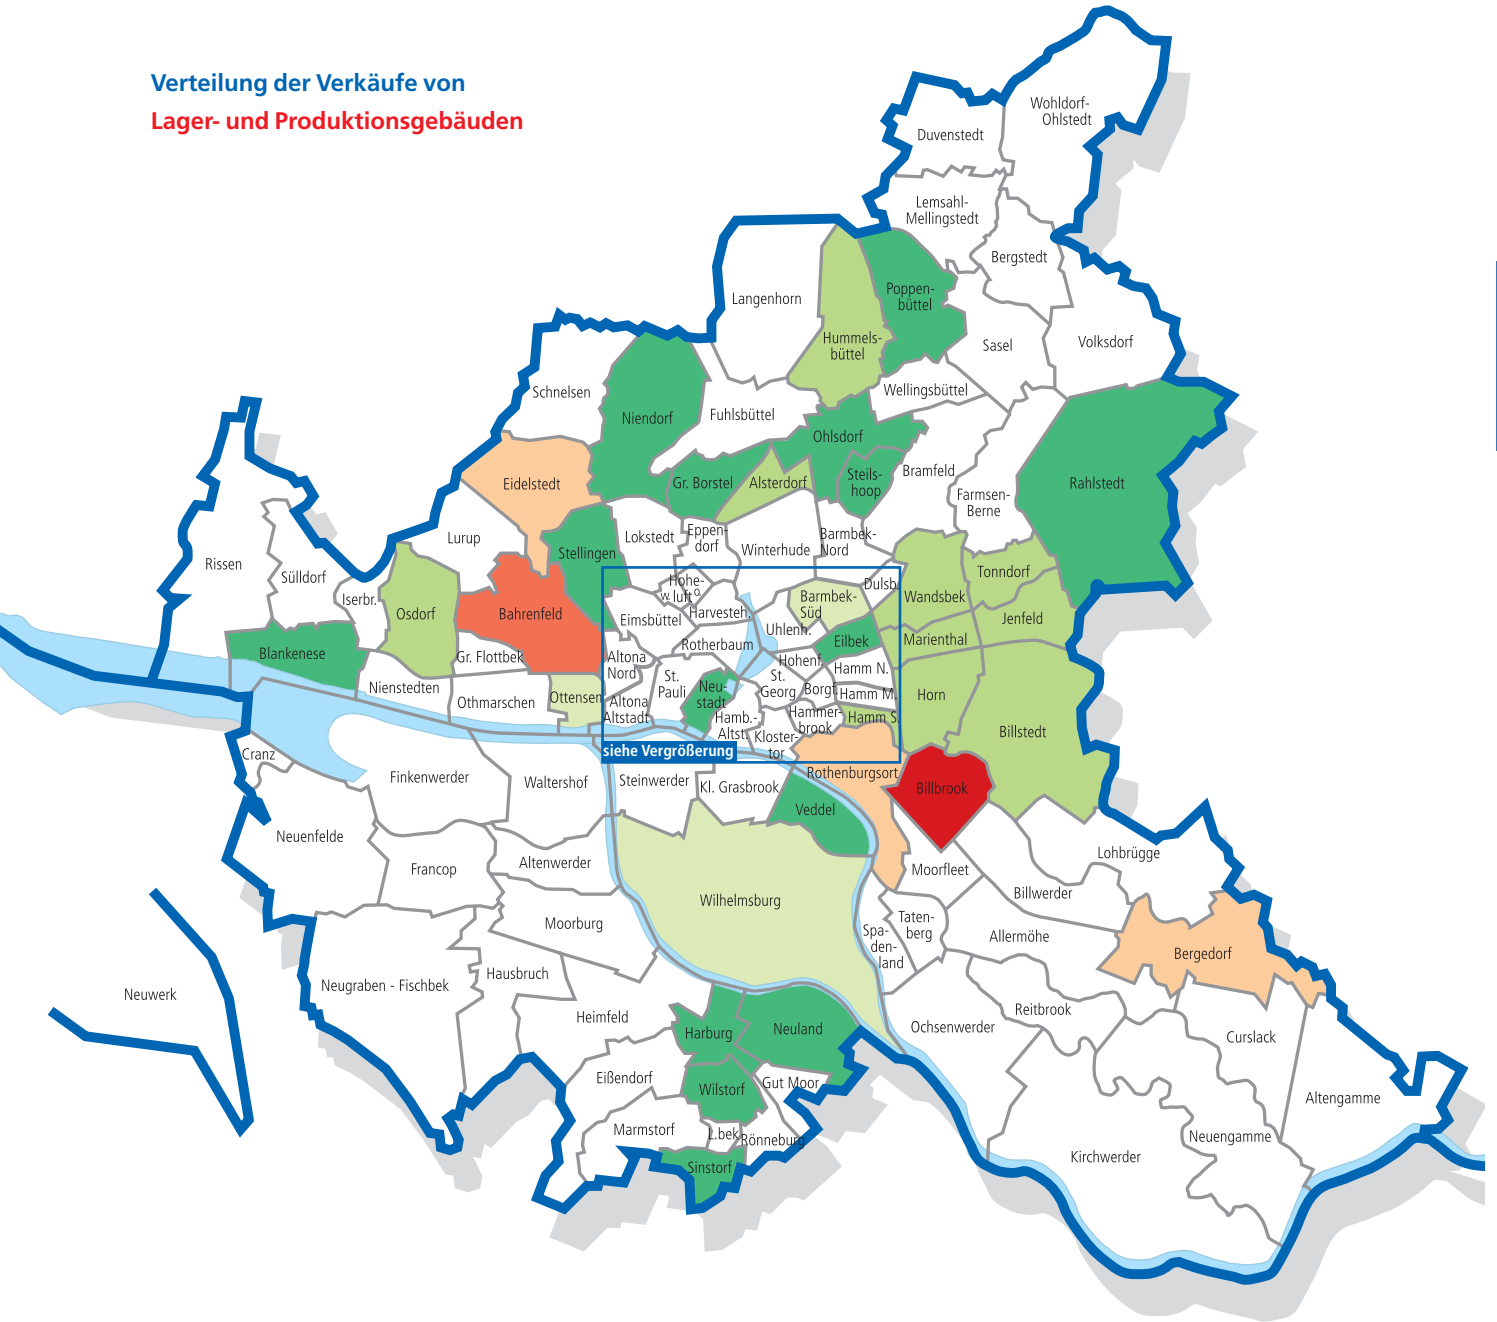 Verteilung der Verkäufe von
Lager- und Produktionsgebäuden
Wohldorf-
Ohlstedt
Duvenstedt
Lemsahl-
Mellingstedt
Bergstedt
Langenhorn
Poppen-
büttel
Hummels-
büttel
Sasel
Volksdorf
Schnelsen
Niendorf
Fuhlsbüttel
Wellingsbüttel
Ohlsdorf
Eidelstedt
Gr. Borstel
Alsterdorf
Steils-
hoop
Bramfeld
Farmsen-
Berne
Rahlstedt
Rissen
Sülldorf
Lurup
Stellingen
Lokstedt
Eppen-
dorf
Winterhude
Barmbek-
Nord
Iserbr.
Osdorf
Bahrenfeld
Hohe-
w.luft o.
Harvesteh.
Barmbek-
Süd
Dulsb.
Wandsbek
Tonndorf
Jenfeld
Blankenese
Gr. Flottbek
Eimsbüttel
Rotherbaum
Uhlenh.
Eilbek
Marienthal
Nienstedten
Othmarschen
Ottensen
Altona
Nord
Altona
Altstadt
St.
Pauli
Neu-
stadt
Hamb.-
Altst.
Hohenf.
St.
Georg
Borgf.
Hamm N.
Hamm M.
Hamm S.
Hammer-
brook
Kloster-
tor
Horn
Billstedt
siehe Vergrößerung
Cranz
Finkenwerder
Waltershof
Steinwerder
Kl. Grasbrook
Rothenburgsort
Billbrook
Veddel
Neuenfelde
Francop
Altenwerder
Wilhelmsburg
Moorfleet
Lohbrügge
Billwerder
Moorburg
Spa-
den-
land
Taten-
berg
Allermöhe
Bergedorf
Neuwerk
Neugraben - Fischbek
Hausbruch
Heimfeld
Harburg
Neuland
Reitbrook
Ochsenwerder
Curslack
Eißendorf
Wilstorf
Gut Moor
Altengamme
Marmstorf
L.bek
Rönneburg
Sinstorf
Kirchwerder
Neuengamme